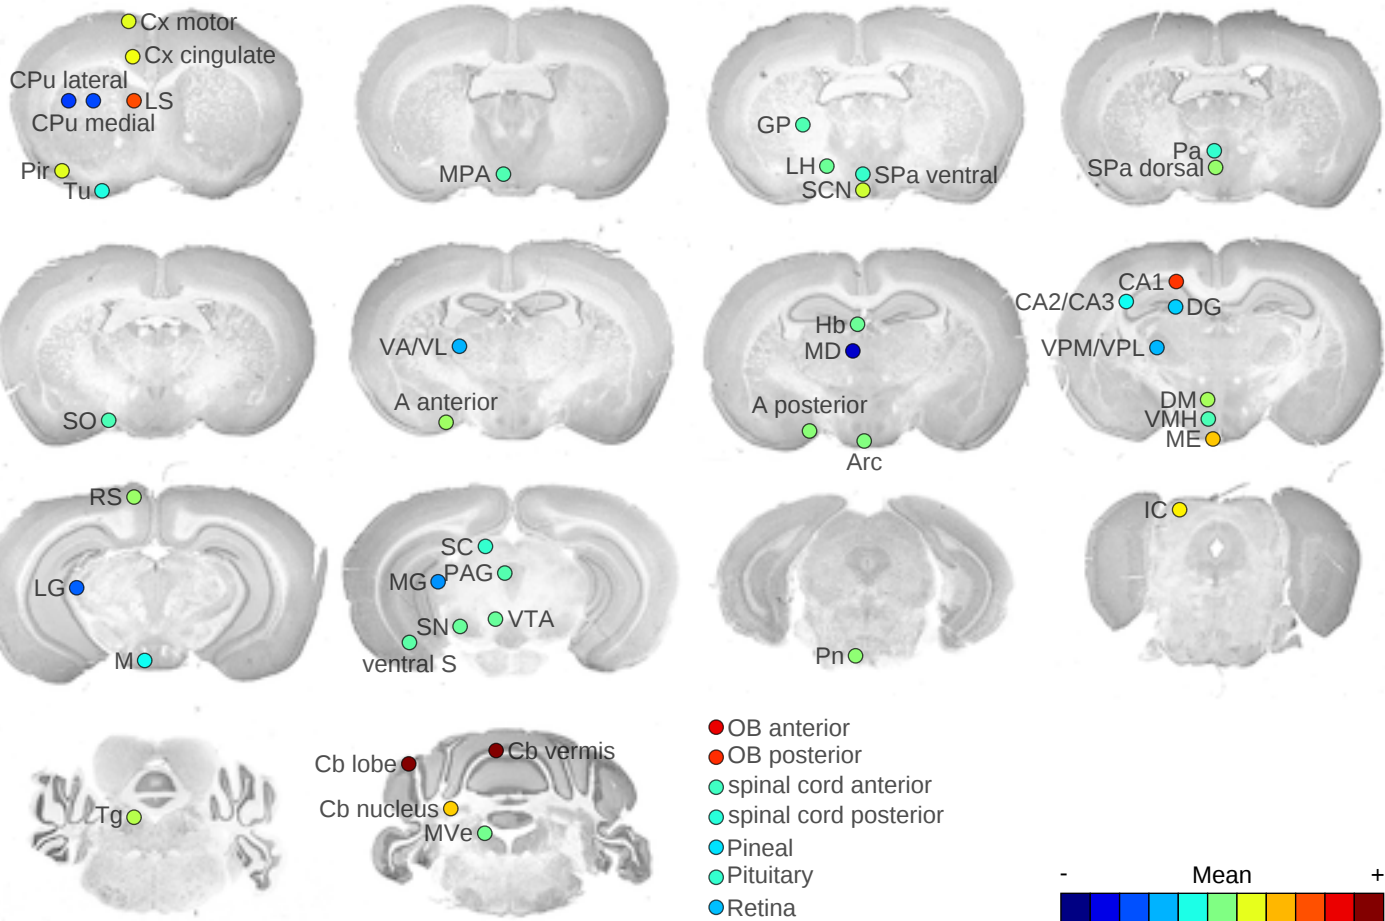 Cx motor
Cx cingulate
CPu lateral
LS
CPu medial
Pir
Tu
MPA
GP
LH
SPa ventral
SCN
Pa
SPa dorsal
SO
VA/VL
A anterior
Hb
MD
A posterior
Arc
CA1
CA2/CA3
DG
VPM/VPL
DM
VMH
ME
RS
LG
M
SC
MG
PAG
SN
VTA
ventral S
Pn
IC
Tg
Cb lobe
Cb vermis
Cb nucleus
MVe
OB anterior
OB posterior
spinal cord anterior
spinal cord posterior
Pineal
Pituitary
Retina
- Mean +